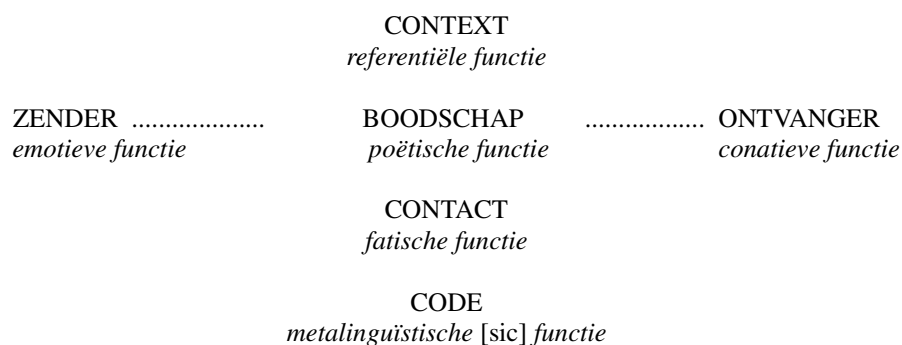 CONTEXT
referentiële functie
ZENDER .................... BOODSCHAP .................. ONTVANGER
emotieve functie poëtische functie conatieve functie
CONTACT
fatische functie
CODE
metalinguïstische [sic] functie